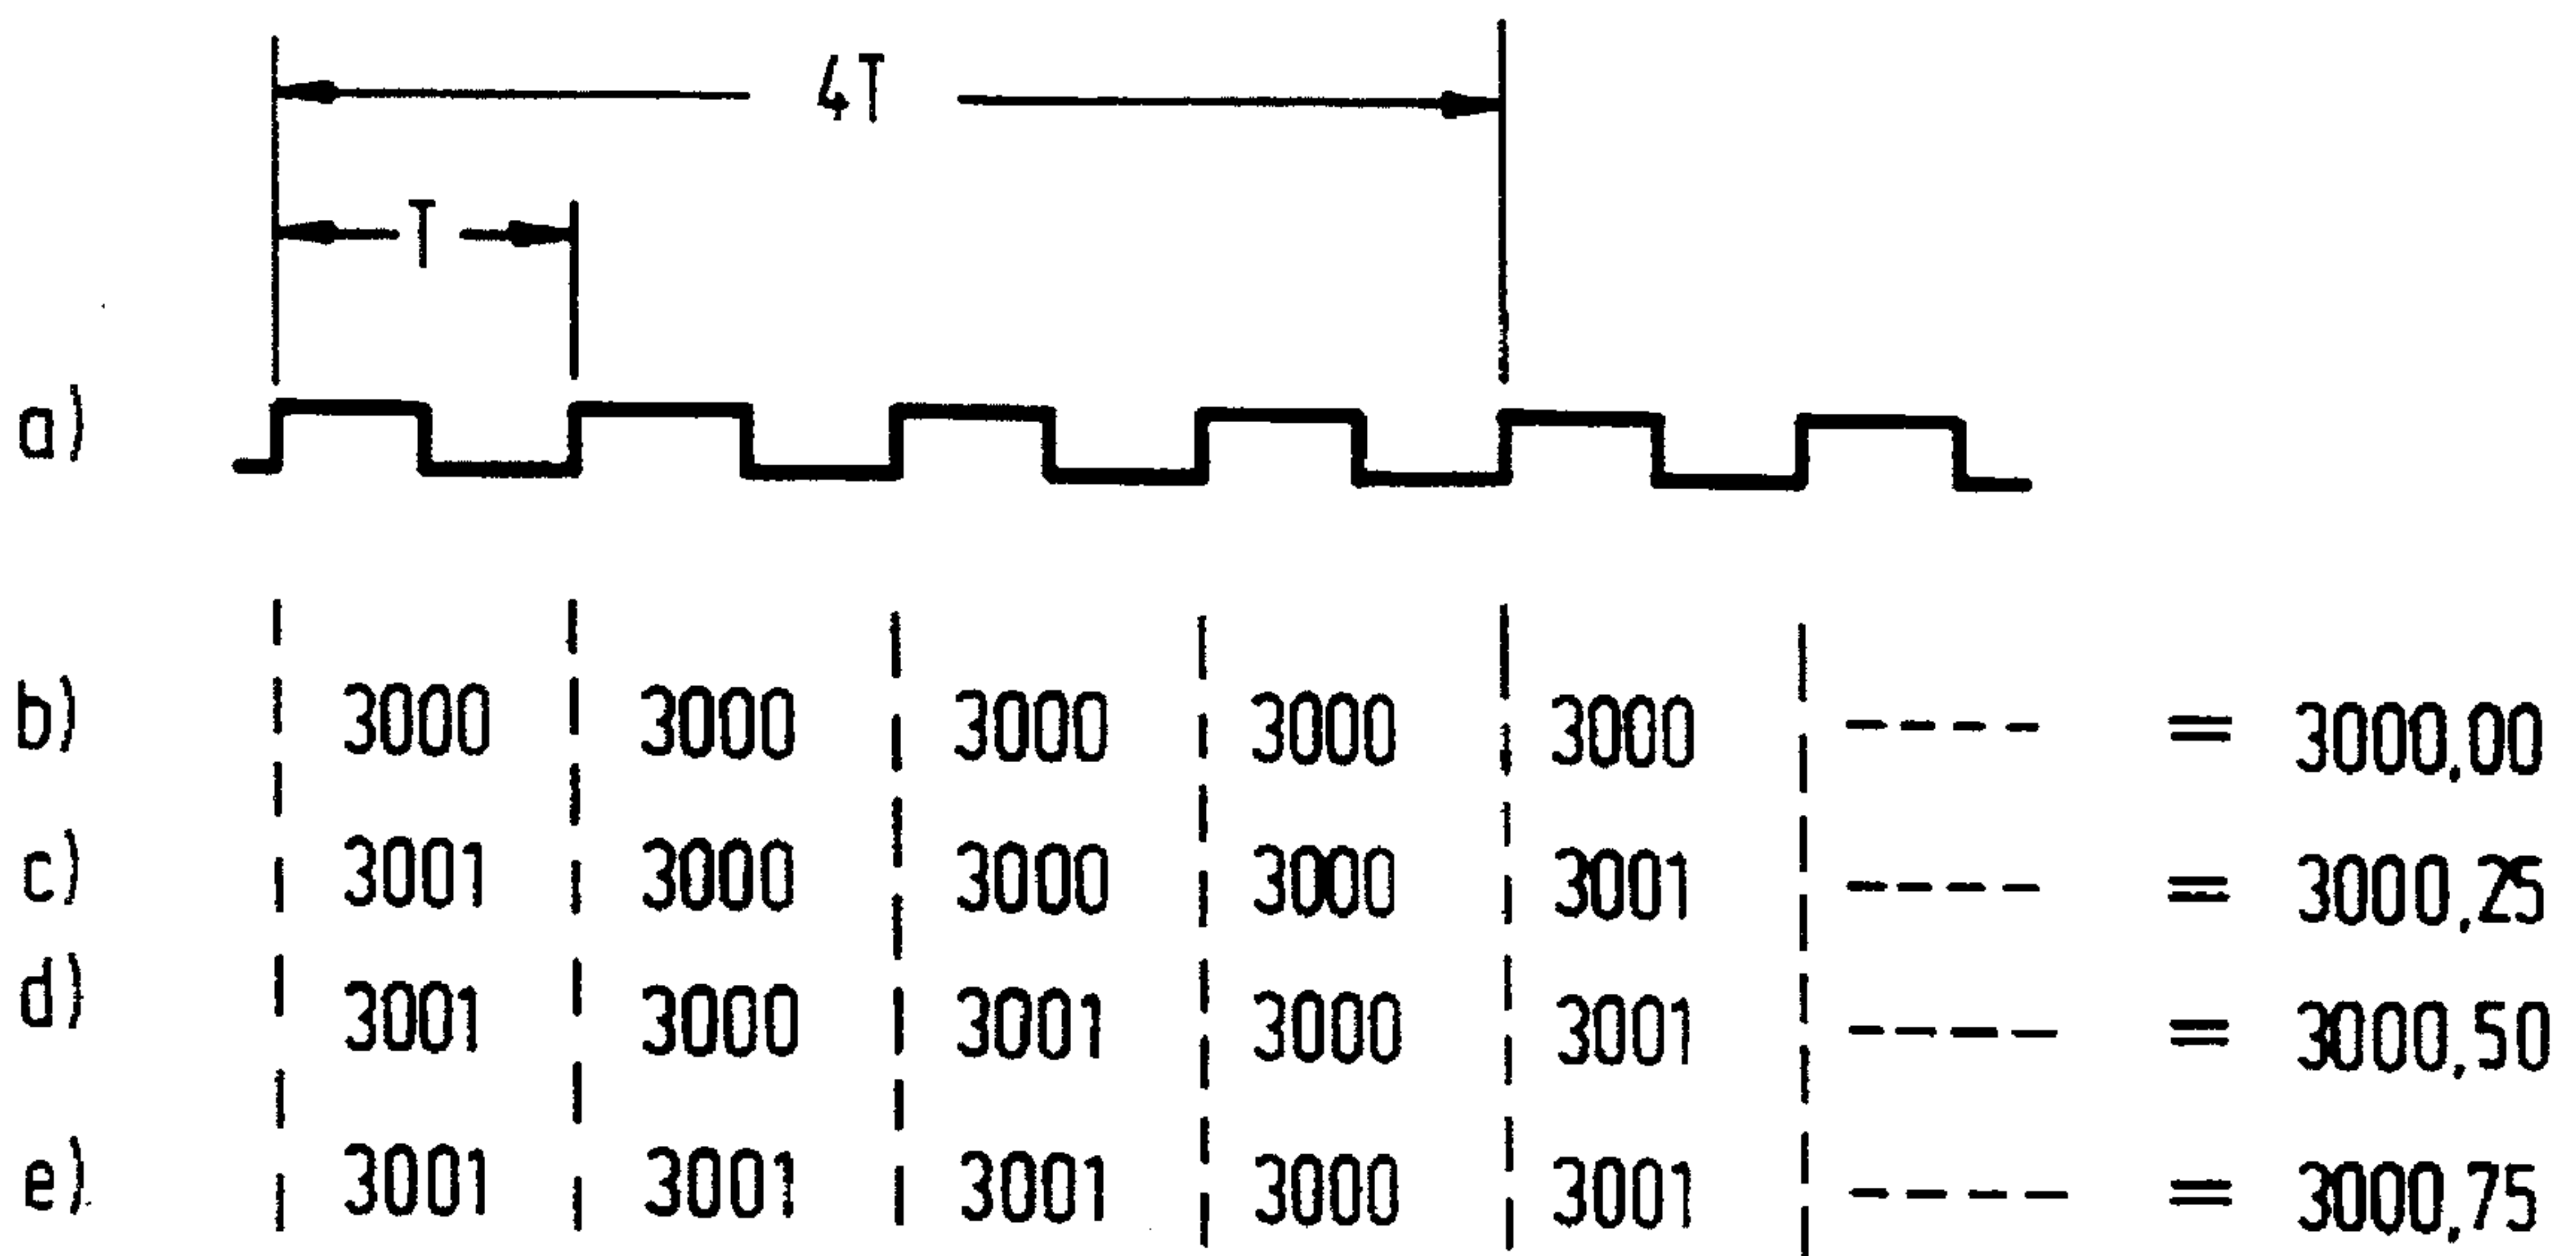 4T
T
a)
b) 3000 3000 3000 3000 3000 ---- = 3000,00
c) 3001 3000 3000 3000 3001 ---- = 3000,25
d) 3001 3000 3001 3000 3001 ---- = 3000,50
e) 3001 3001 3001 3000 3001 ---- = 3000,75